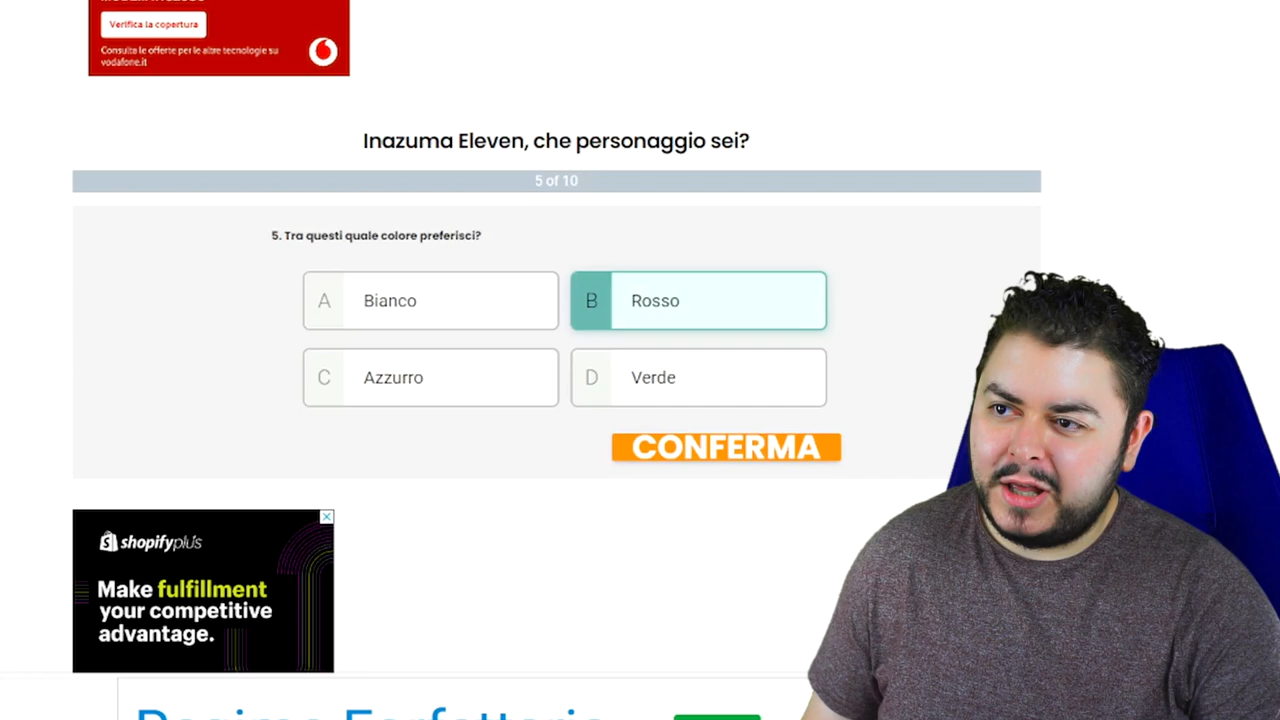 Verifica la copertura
Consulta le offerte per le altre tecnologie su
vodafone.it
Inazuma Eleven, che personaggio sei?
5 of 10
5. Tra questi quale colore preferisci?
A Bianco
B Rosso
C Azzurro
D Verde
CONFERMA
shopifyplus
Make fulfillment
your competitive
advantage.
Regime Forfettario